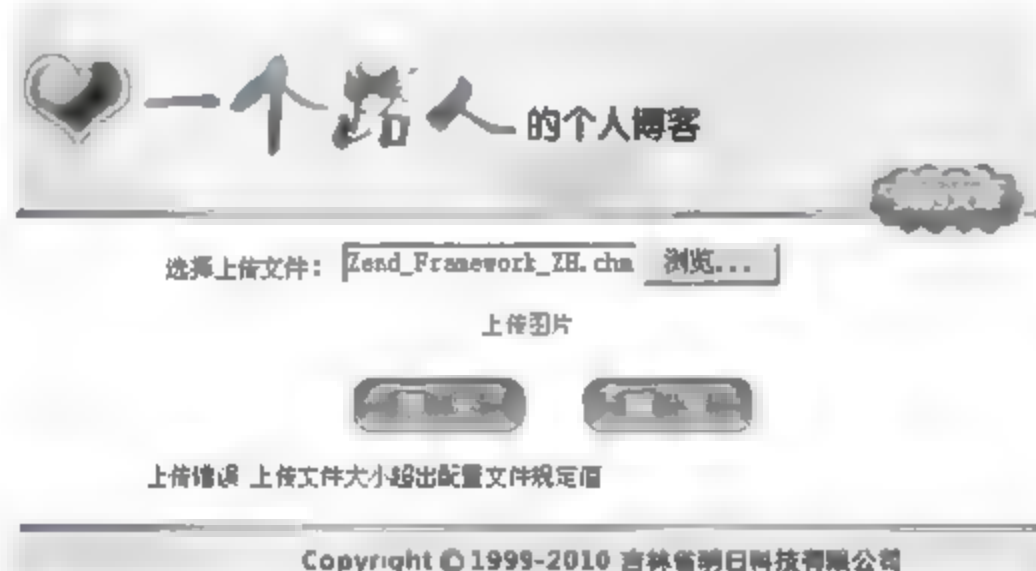 一个路人的个人博客
选择上传文件： Zend_Framework_ZH.chm 浏览...
上传图片
上传错误 上传文件大小超出配置文件规定值
Copyright © 1999-2010 吉林省明日科技有限公司